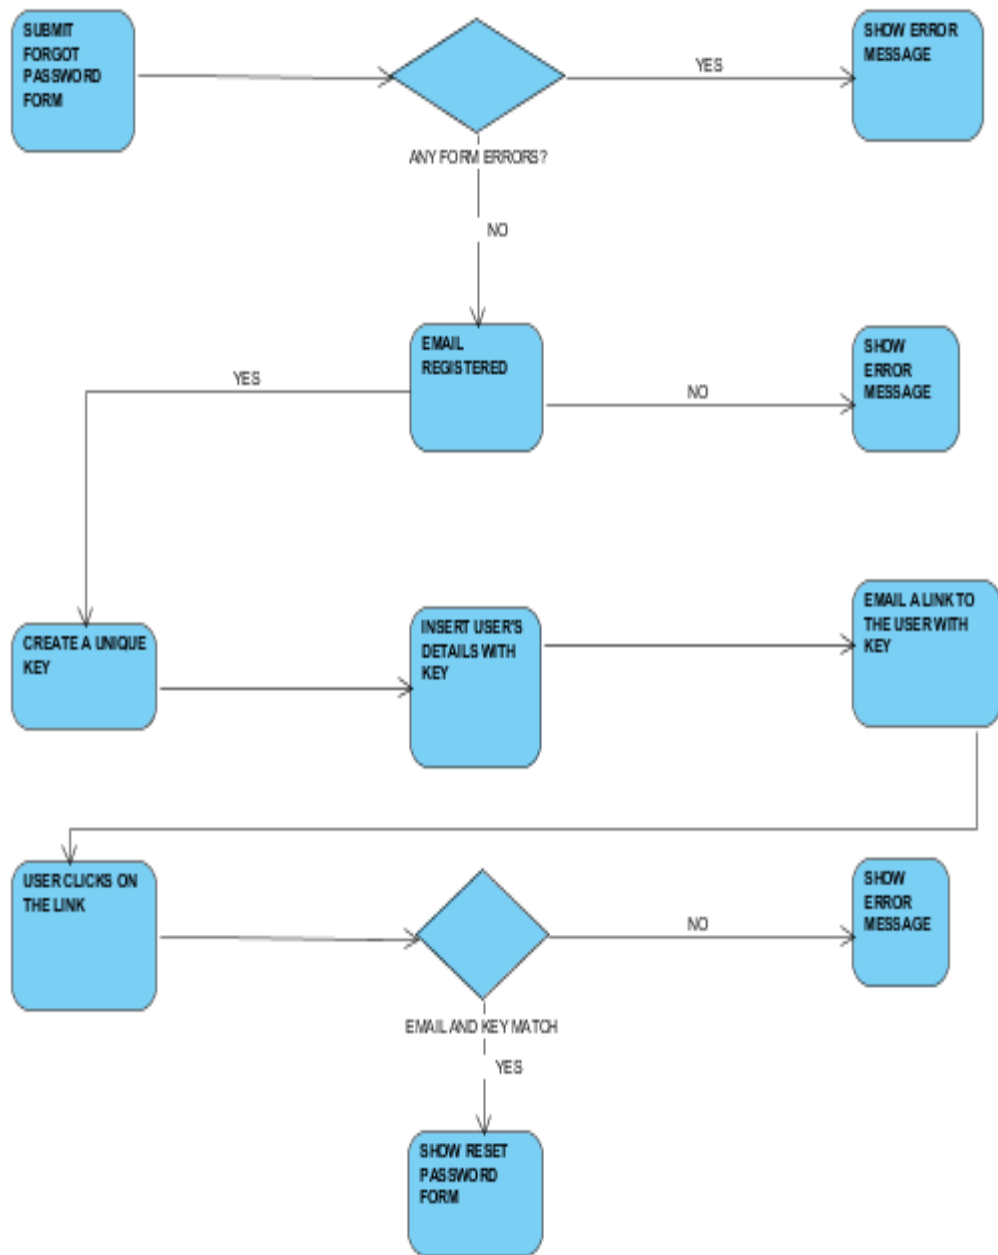 SUBMIT
FORGOT
PASSWORD
FORM
YES
SHOW ERROR
MESSAGE
ANY FORM ERRORS?
NO
EMAIL
REGISTERED
YES
NO
SHOW
ERROR
MESSAGE
CREATE A UNIQUE
KEY
INSERT USER'S
DETAILS WITH
KEY
EMAIL A LINK TO
THE USER WITH
KEY
USER CLICKS ON
THE LINK
NO
SHOW
ERROR
MESSAGE
EMAIL AND KEY MATCH
YES
SHOW RESET
PASSWORD
FORM